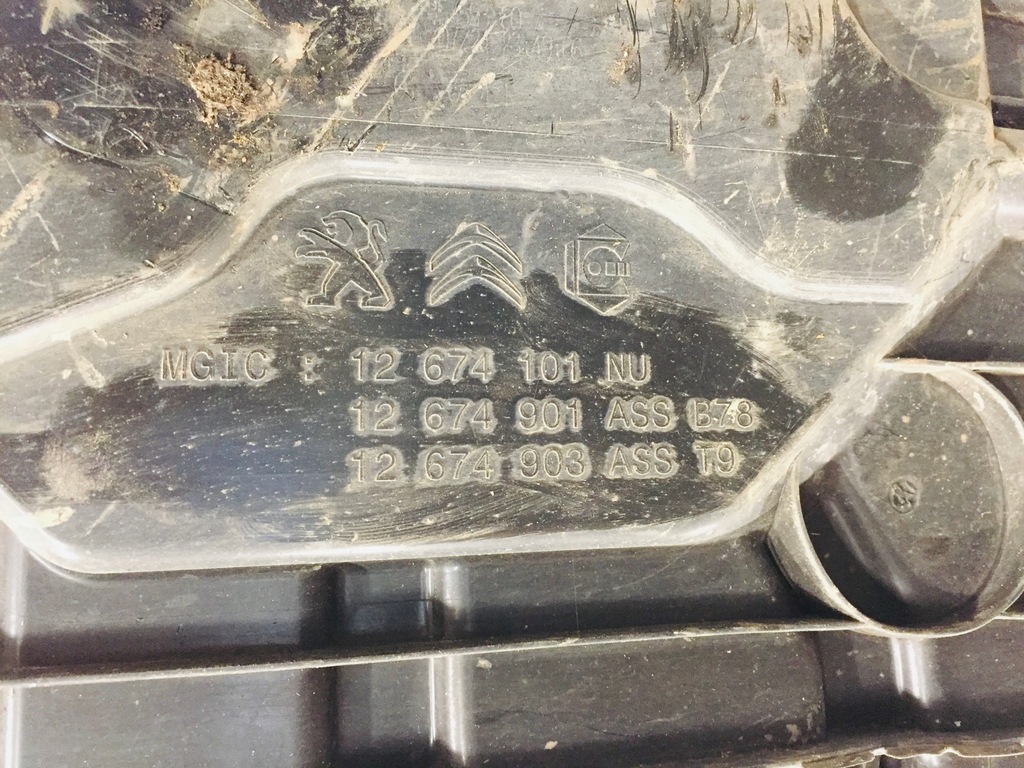 MGIC : 12 674 101 NU
12 674 901 ASS B78
12 674 903 ASS T9